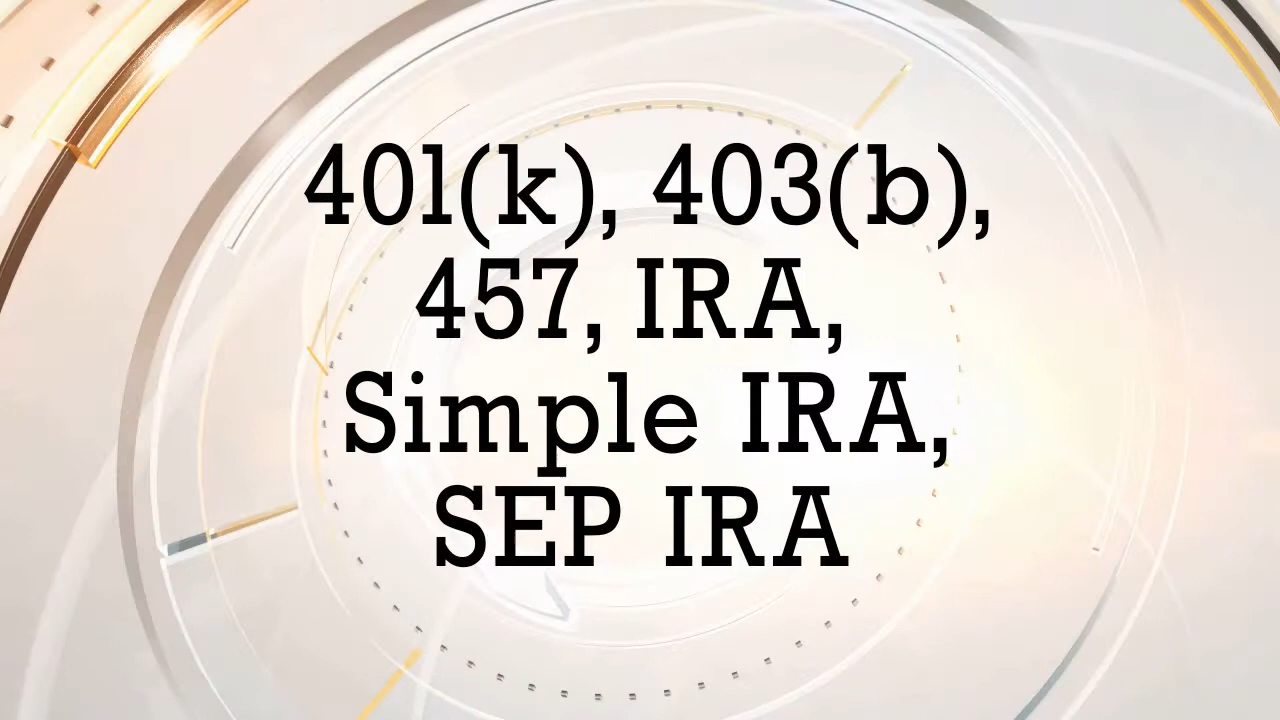 401(k), 403(b),
457, IRA,
Simple IRA,
SEP IRA